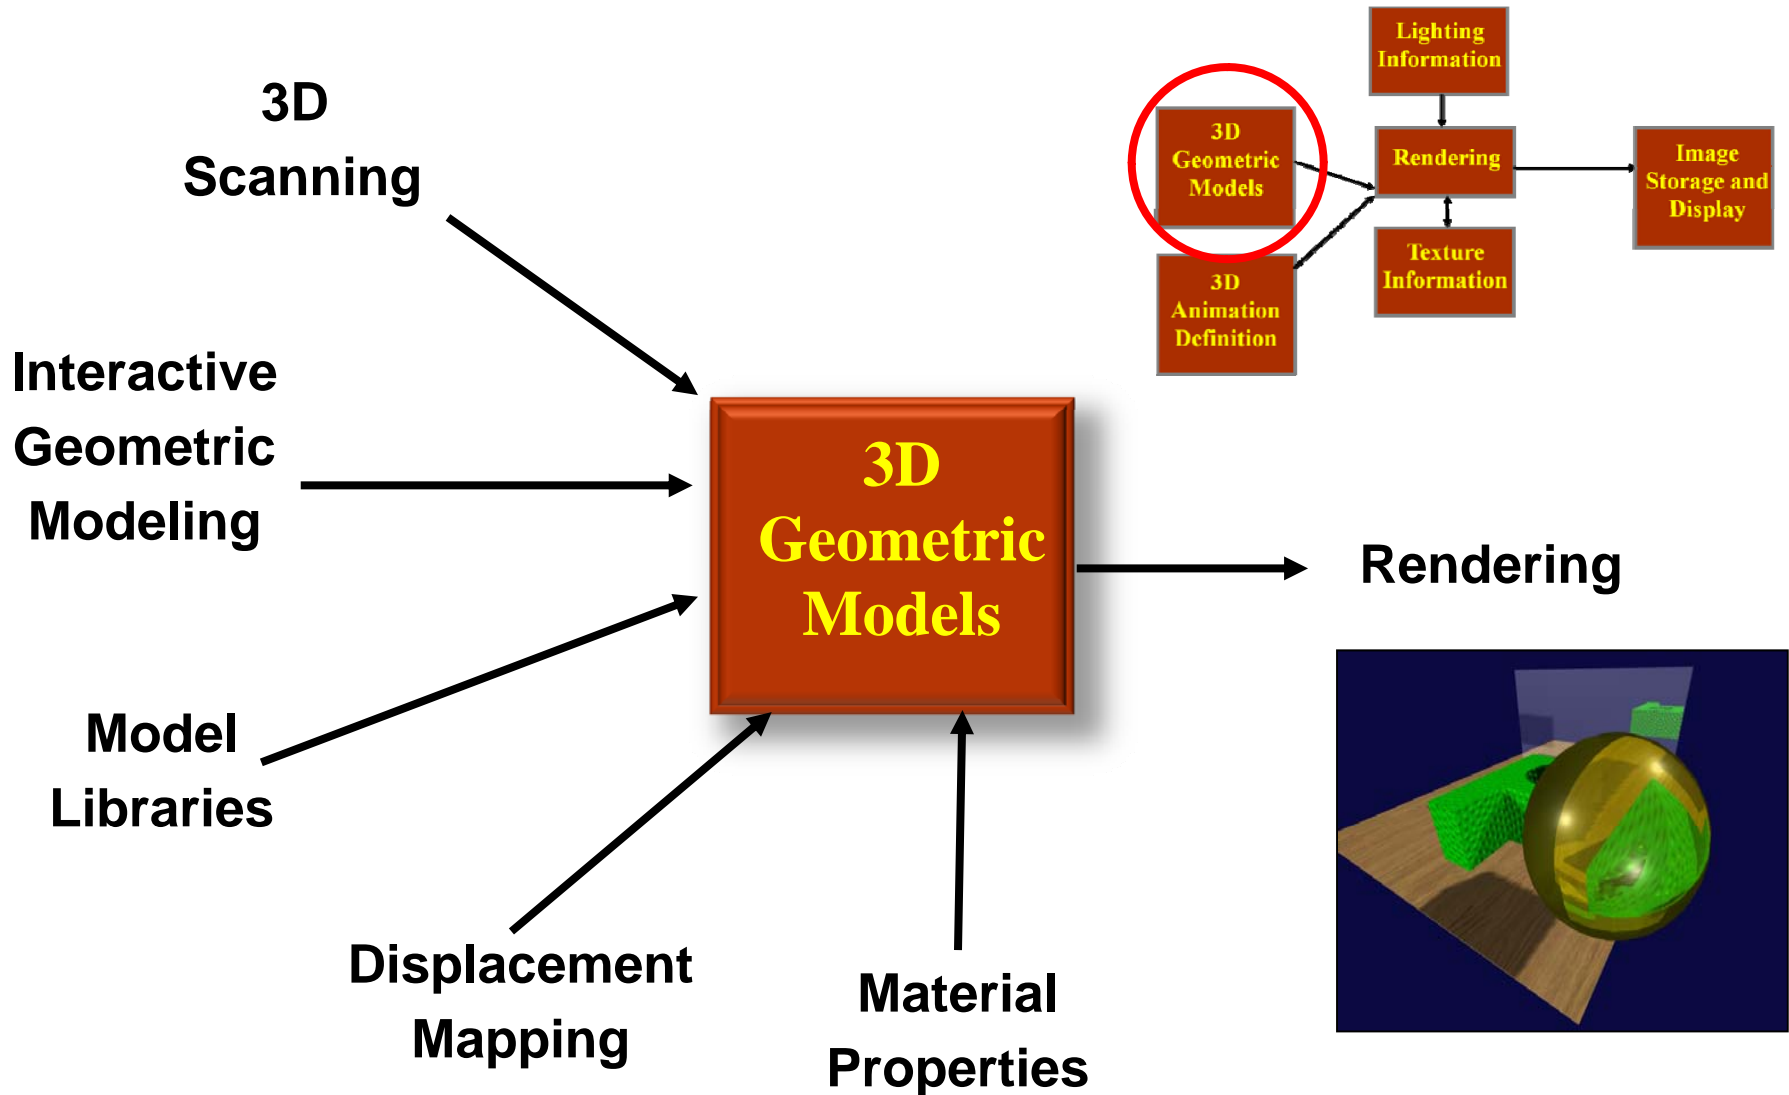 3D
Scanning
Interactive
Geometric
Modeling
Model
Libraries
Displacement
Mapping
Material
Properties
3D
Geometric
Models
Rendering
Lighting
Information
3D
Geometric
Models
Rendering
Image
Storage and
Display
Texture
Information
3D
Animation
Definition